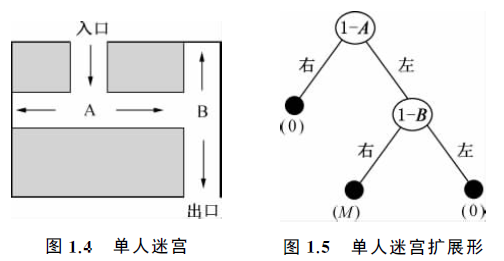 入口
A
B
出口
图 1.4 单人迷宫
1-A
右
左
(0)
1-B
右
左
(M)
(0)
图 1.5 单人迷宫扩展形